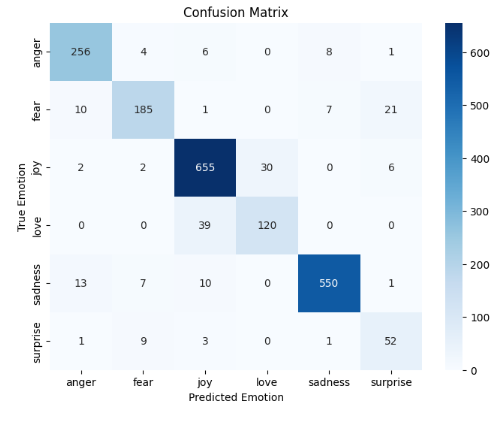 Confusion Matrix
True Emotion
anger 256 4 6 0 8 1
fear 10 185 1 0 7 21
joy 2 2 655 30 0 6
love 0 0 39 120 0 0
sadness 13 7 10 0 550 1
surprise 1 9 3 0 1 52
anger fear joy love sadness surprise
Predicted Emotion
600
500
400
300
200
100
0